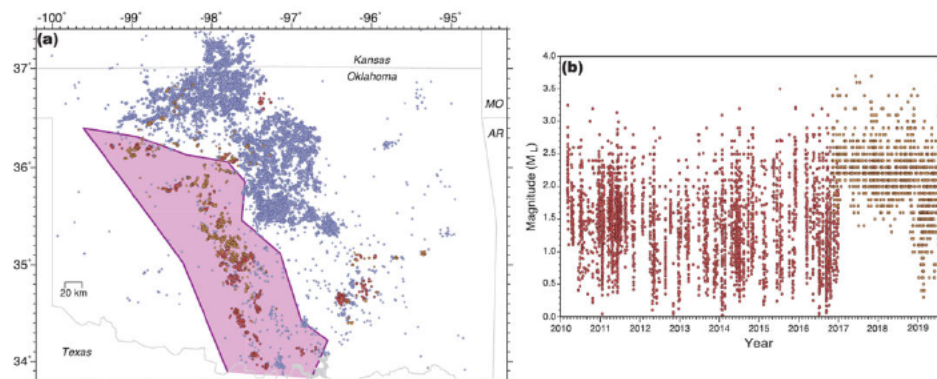 -100° -99° -98° -97° -96° -95°
(a)
Kansas
37°
Oklahoma
MO
AR
36°
35°
20 km
Texas
34°
(b)
4.0
3.5
3.0
2.5
2.0
1.5
1.0
0.5
0.0
Magnitude (M L)
2010 2011 2012 2013 2014 2015 2016 2017 2018 2019
Year